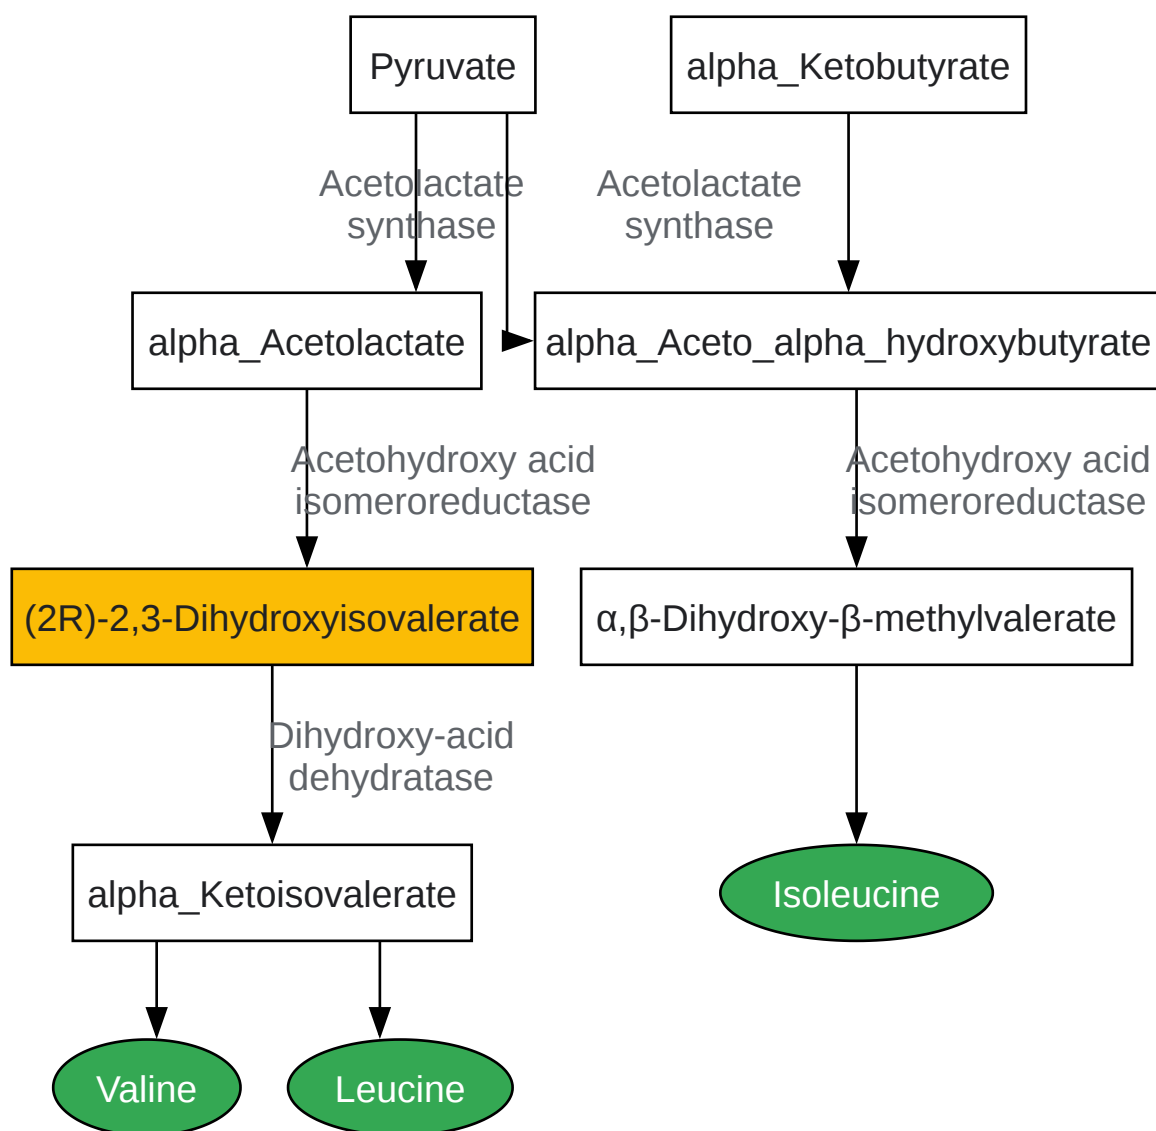 Pyruvate
alpha_Ketobutyrate
Acetolactate
synthase
Acetolactate
synthase
alpha_Acetolactate
alpha_Aceto_alpha_hydroxybutyrate
Acetohydroxy acid
isomeroreductase
Acetohydroxy acid
isomeroreductase
(2R)-2,3-Dihydroxyisovalerate
α,β-Dihydroxy-β-methylvalerate
Dihydroxy-acid
dehydratase
alpha_Ketoisovalerate
Isoleucine
Valine
Leucine